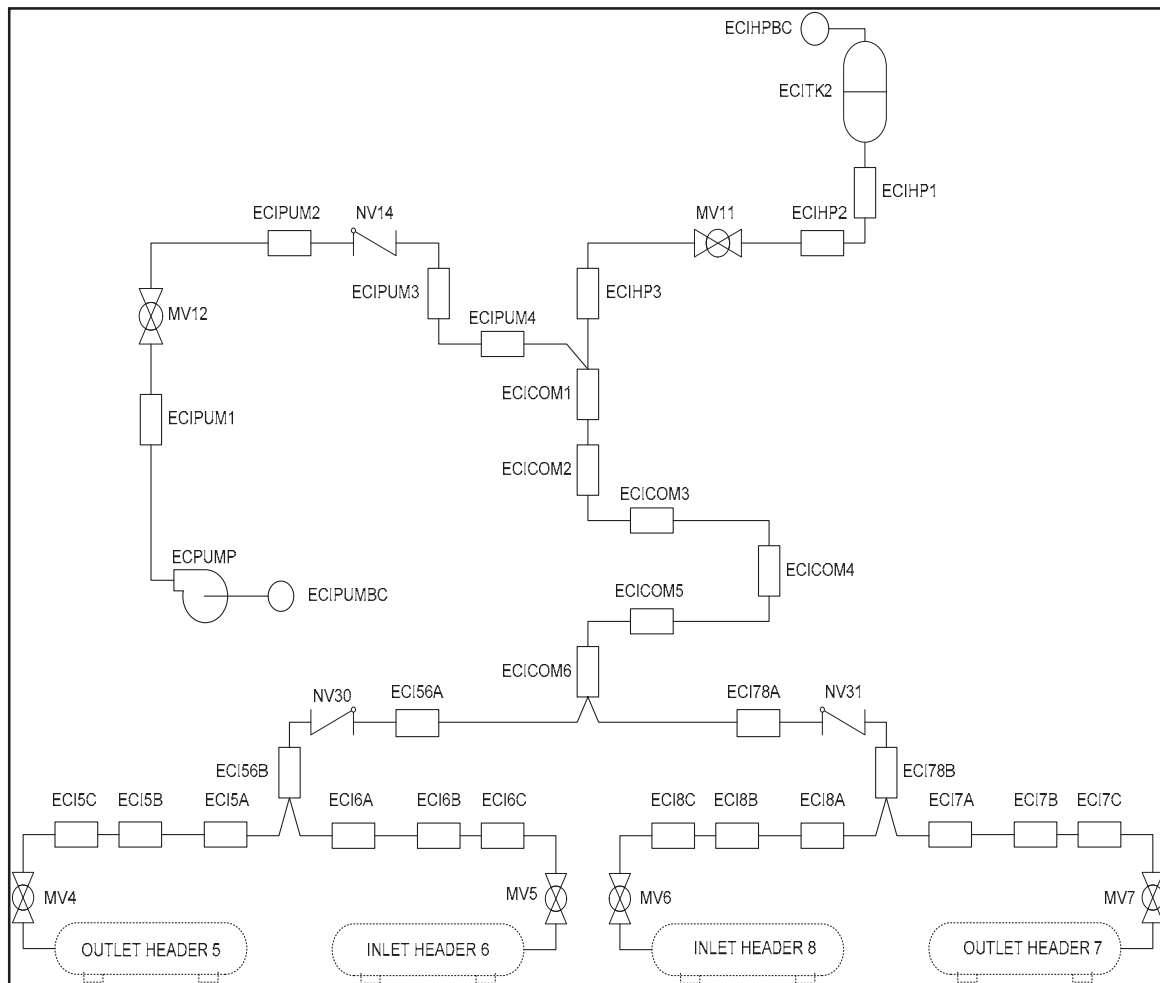 ECIHPBC
ECITK2
ECIHP1
ECIPUM2
NV14
MV11
ECIHP2
ECIPUM3
ECIHP3
MV12
ECIPUM4
ECICOM1
ECIPUM1
ECICOM2
ECICOM3
ECPUMP
ECICOM4
ECIPUMBC
ECICOM5
ECICOM6
NV30
ECI56A
ECI78A
NV31
ECI56B
ECI78B
ECI5C
ECI5B
ECI5A
ECI6A
ECI6B
ECI6C
ECI8C
ECI8B
ECI8A
ECI7A
ECI7B
ECI7C
MV4
MV5
MV6
MV7
OUTLET HEADER 5
INLET HEADER 6
INLET HEADER 8
OUTLET HEADER 7